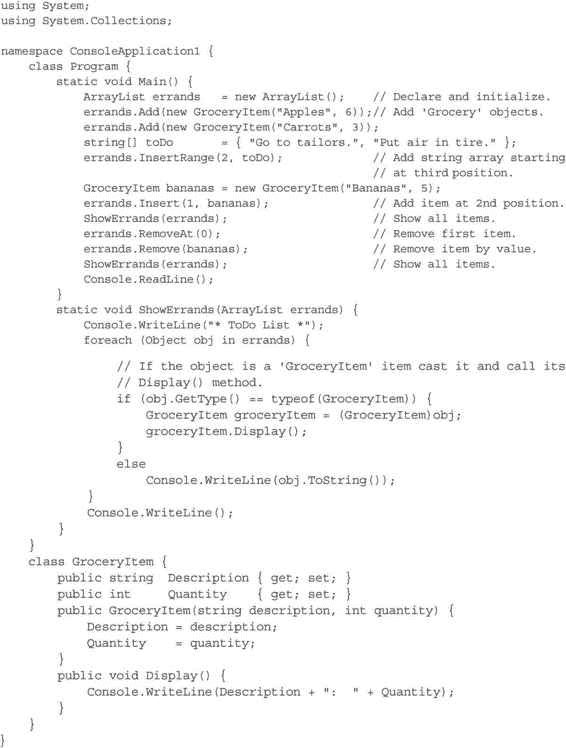 using System;
using System.Collections;

namespace ConsoleApplication1 {
    class Program {
        static void Main() {
            ArrayList errands   = new ArrayList();    // Declare and initialize.
            errands.Add(new GroceryItem("Apples", 6));// Add 'Grocery' objects.
            errands.Add(new GroceryItem("Carrots", 3));
            string[] toDo       = { "Go to tailors.", "Put air in tire." };
            errands.InsertRange(2, toDo);             // Add string array starting
                                                      // at third position.
            GroceryItem bananas = new GroceryItem("Bananas", 5);
            errands.Insert(1, bananas);               // Add item at 2nd position.
            ShowErrands(errands);                     // Show all items.
            errands.RemoveAt(0);                      // Remove first item.
            errands.Remove(bananas);                  // Remove item by value.
            ShowErrands(errands);                     // Show all items.
            Console.ReadLine();
        }
        static void ShowErrands(ArrayList errands) {
            Console.WriteLine("* ToDo List *");
            foreach (Object obj in errands) {

                // If the object is a 'GroceryItem' item cast it and call its
                // Display() method.
                if (obj.GetType() == typeof(GroceryItem)) {
                    GroceryItem groceryItem = (GroceryItem)obj;
                    groceryItem.Display();
                }
                else
                    Console.WriteLine(obj.ToString());
            }
            Console.WriteLine();
        }
    }
    class GroceryItem {
        public string  Description { get; set; }
        public int     Quantity    { get; set; }
        public GroceryItem(string description, int quantity) {
            Description = description;
            Quantity    = quantity;
        }
        public void Display() {
            Console.WriteLine(Description + ":  " + Quantity);
        }
    }
}